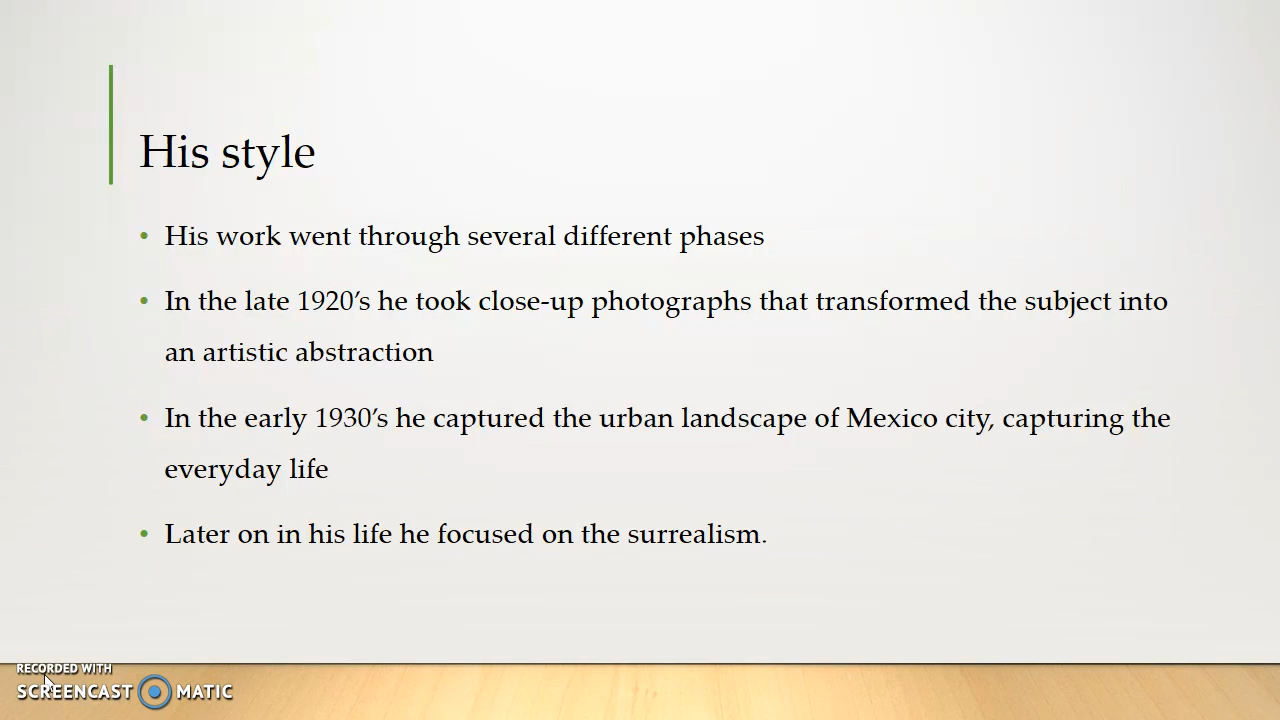 His style
• His work went through several different phases
• In the late 1920’s he took close-up photographs that transformed the subject into
an artistic abstraction
• In the early 1930’s he captured the urban landscape of Mexico city, capturing the
everyday life
• Later on in his life he focused on the surrealism.
RECORDED WITH
SCREENCAST MATIC